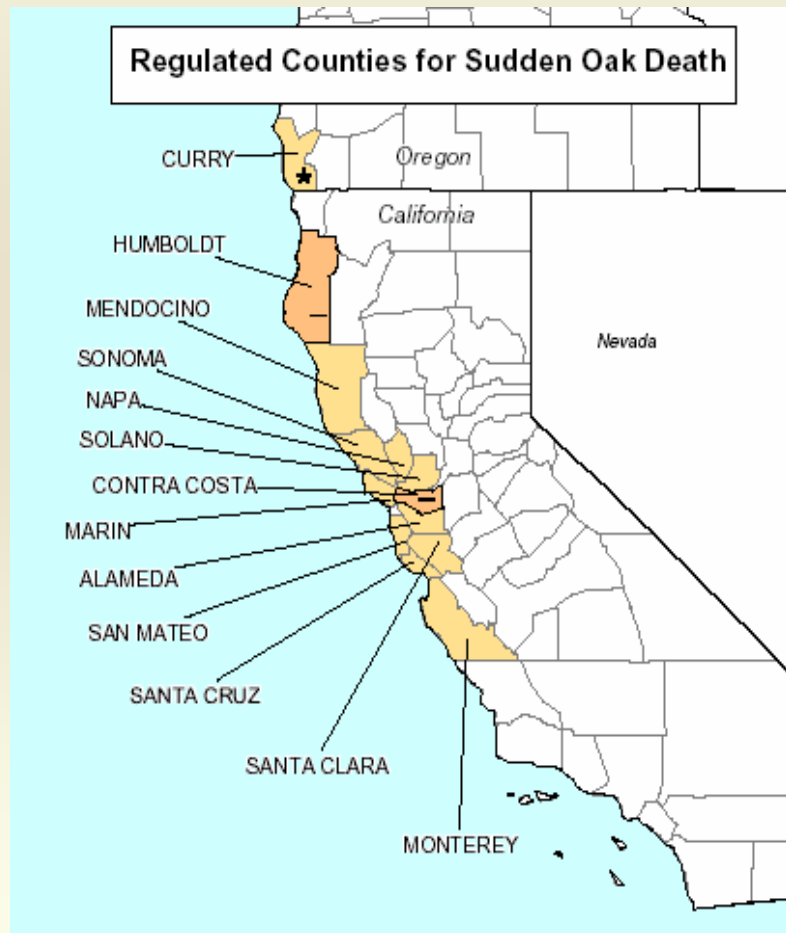 Regulated Counties for Sudden Oak Death
CURRY
*
Oregon
California
HUMBOLDT
MENDOCINO
Nevada
SONOMA
NAPA
SOLANO
CONTRA COSTA
MARIN
ALAMEDA
SAN MATEO
SANTA CRUZ
SANTA CLARA
MONTEREY